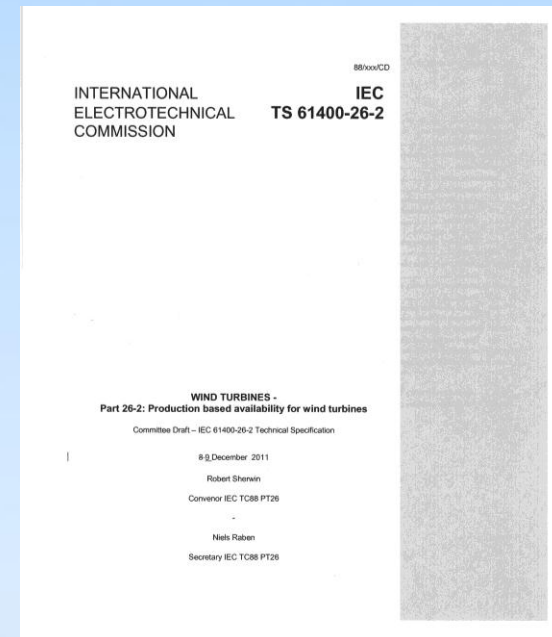 88/xxx/CD
INTERNATIONAL
ELECTROTECHNICAL
COMMISSION
IEC
TS 61400-26-2
WIND TURBINES -
Part 26-2: Production based availability for wind turbines
Committee Draft – IEC 61400-26-2 Technical Specification
8-9 December 2011
Robert Sherwin
Convenor IEC TC88 PT26
-
Niels Raben
Secretary IEC TC88 PT26